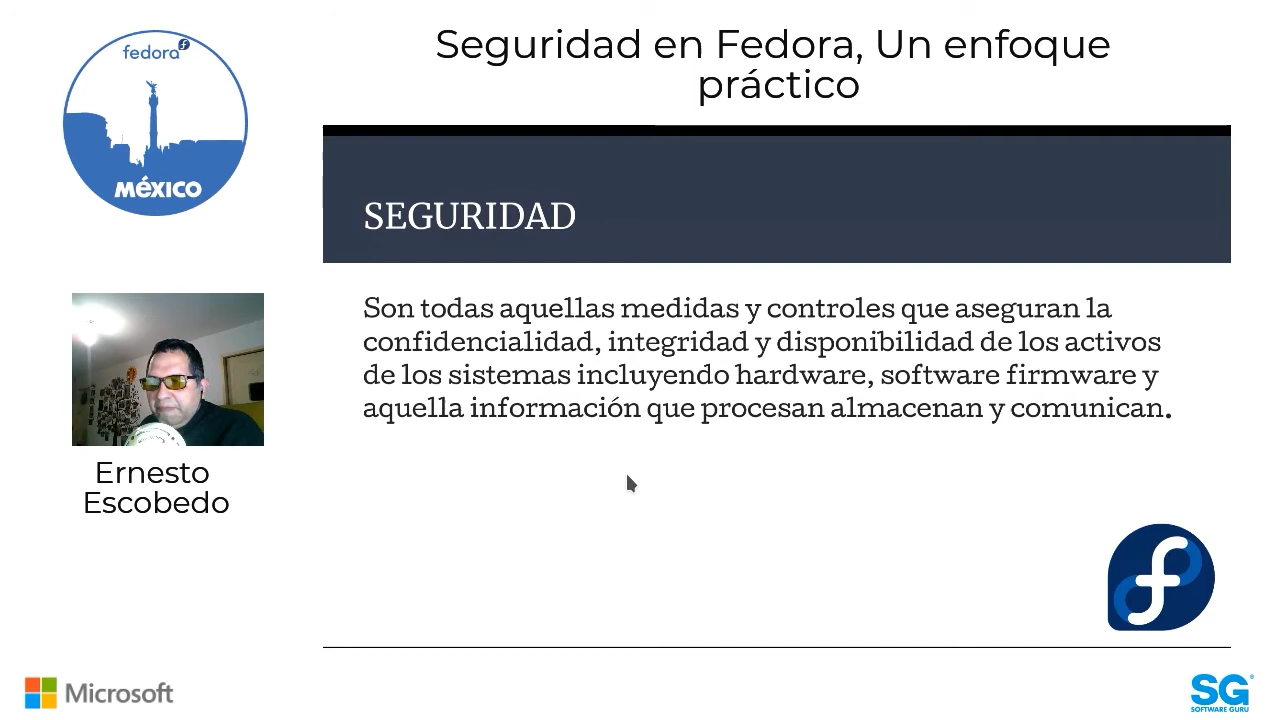 fedora
MÉXICO
Seguridad en Fedora, Un enfoque
práctico
SEGURIDAD
Son todas aquellas medidas y controles que aseguran la
confidencialidad, integridad y disponibilidad de los activos
de los sistemas incluyendo hardware, software firmware y
aquella información que procesan almacenan y comunican.
Ernesto
Escobedo
Microsoft
SG
SOFTWARE GURU